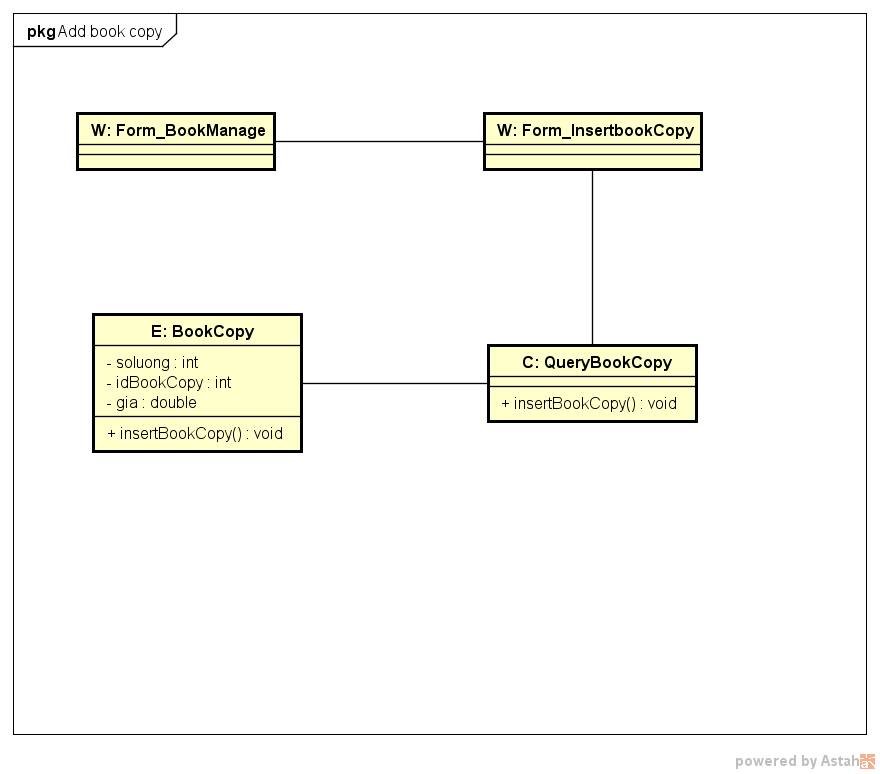 pkg Add book copy
W: Form_BookManage
W: Form_InsertbookCopy
E: BookCopy
- soluong : int
- idBookCopy : int
- gia : double
+ insertBookCopy() : void
C: QueryBookCopy
+ insertBookCopy() : void
powered by Astah